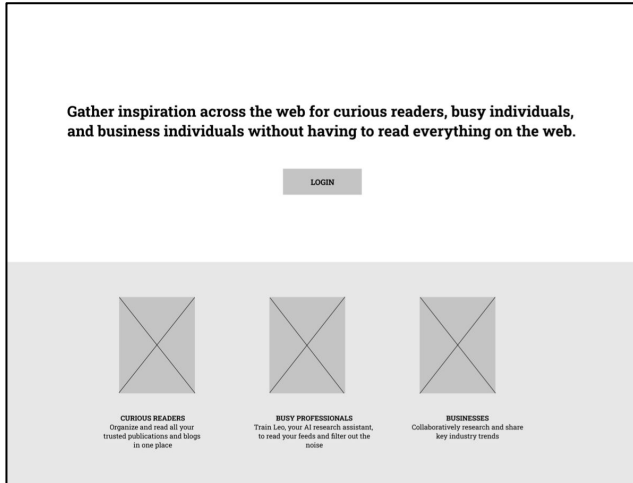 Gather inspiration across the web for curious readers, busy individuals,
and business individuals without having to read everything on the web.
LOGIN
CURIOUS READERS
Organize and read all your
trusted publications and blogs
in one place
BUSY PROFESSIONALS
Train Leo, your AI research assistant,
to read your feeds and filter out the
noise
BUSINESSES
Collaboratively research and share
key industry trends